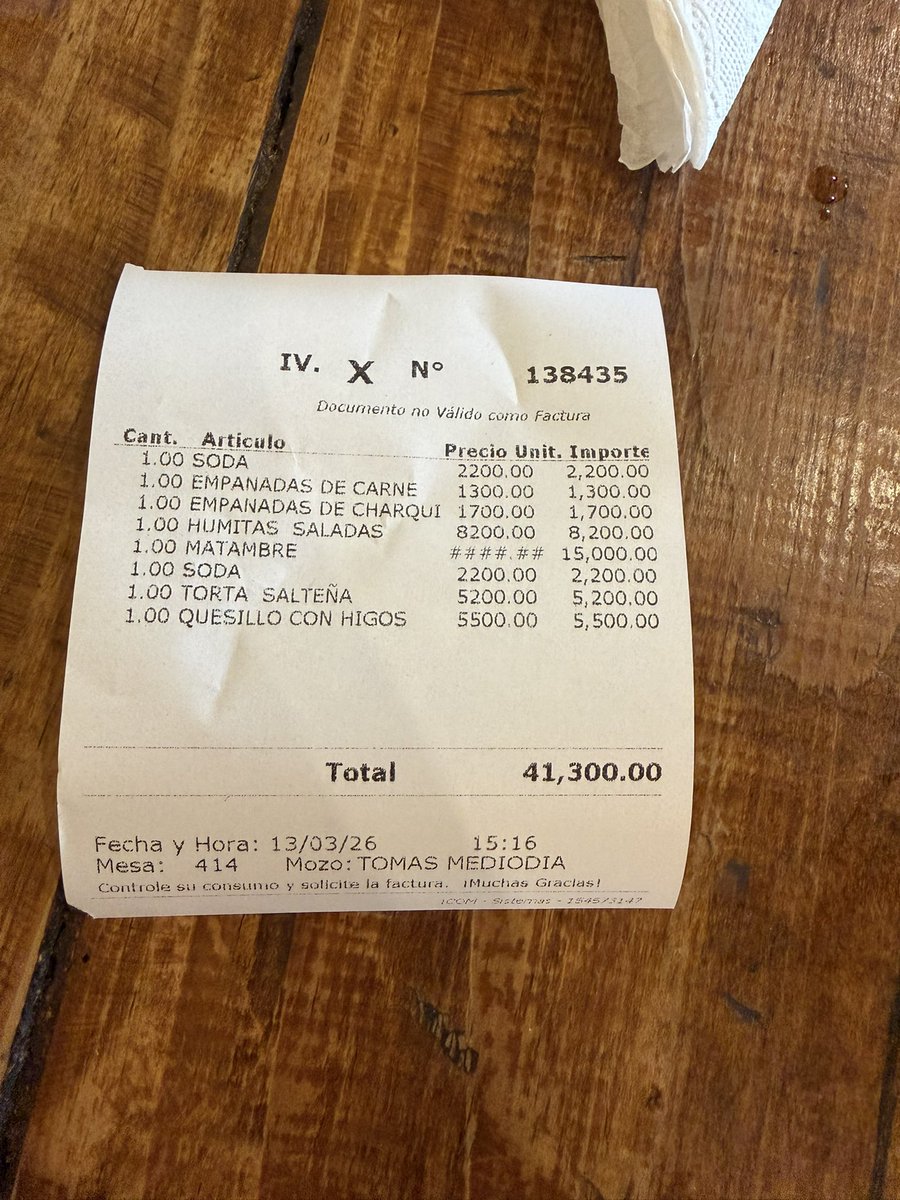 IV. X Nº 138435
Documento no Válido como Factura
Cant. Artículo Precio Unit. Importe
1.00 SODA 2200.00 2,200.00
1.00 EMPANADAS DE CARNE 1300.00 1,300.00
1.00 EMPANADAS DE CHARQUI 1700.00 1,700.00
1.00 HUMITAS SALADAS 8200.00 8,200.00
1.00 MATAMBRE ####.## 15,000.00
1.00 SODA 2200.00 2,200.00
1.00 TORTA SALTEÑA 5200.00 5,200.00
1.00 QUESILLO CON HIGOS 5500.00 5,500.00
Total 41,300.00
Fecha y Hora: 13/03/26 15:16
Mesa: 414 Mozo: TOMAS MEDIODIA
Controle su consumo y solicite la factura. ¡Muchas Gracias!
ICOM - Sistemas - 154573147